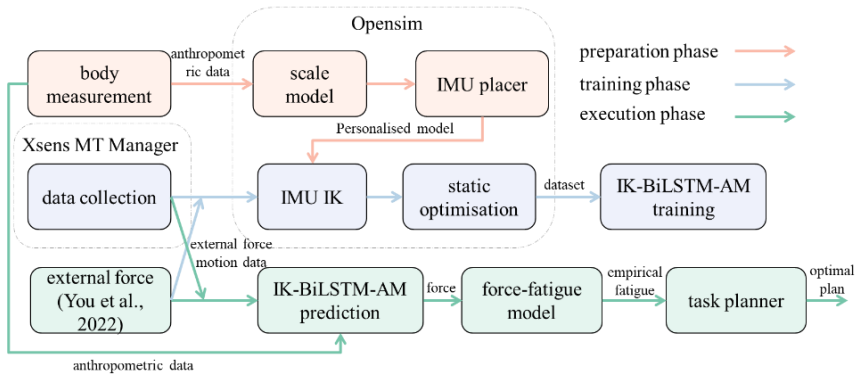 Opensim
preparation phase
training phase
execution phase
body
measurement
anthropomet
ric data
scale
model
IMU placer
Personalised model
Xsens MT Manager
data collection
IMU IK
static
optimisation
dataset
IK-BiLSTM-AM
training
external force
motion data
external force
(You et al.,
2022)
IK-BiLSTM-AM
prediction
force
force-fatigue
model
empirical
fatigue
task planner
optimal
plan
anthropometric data